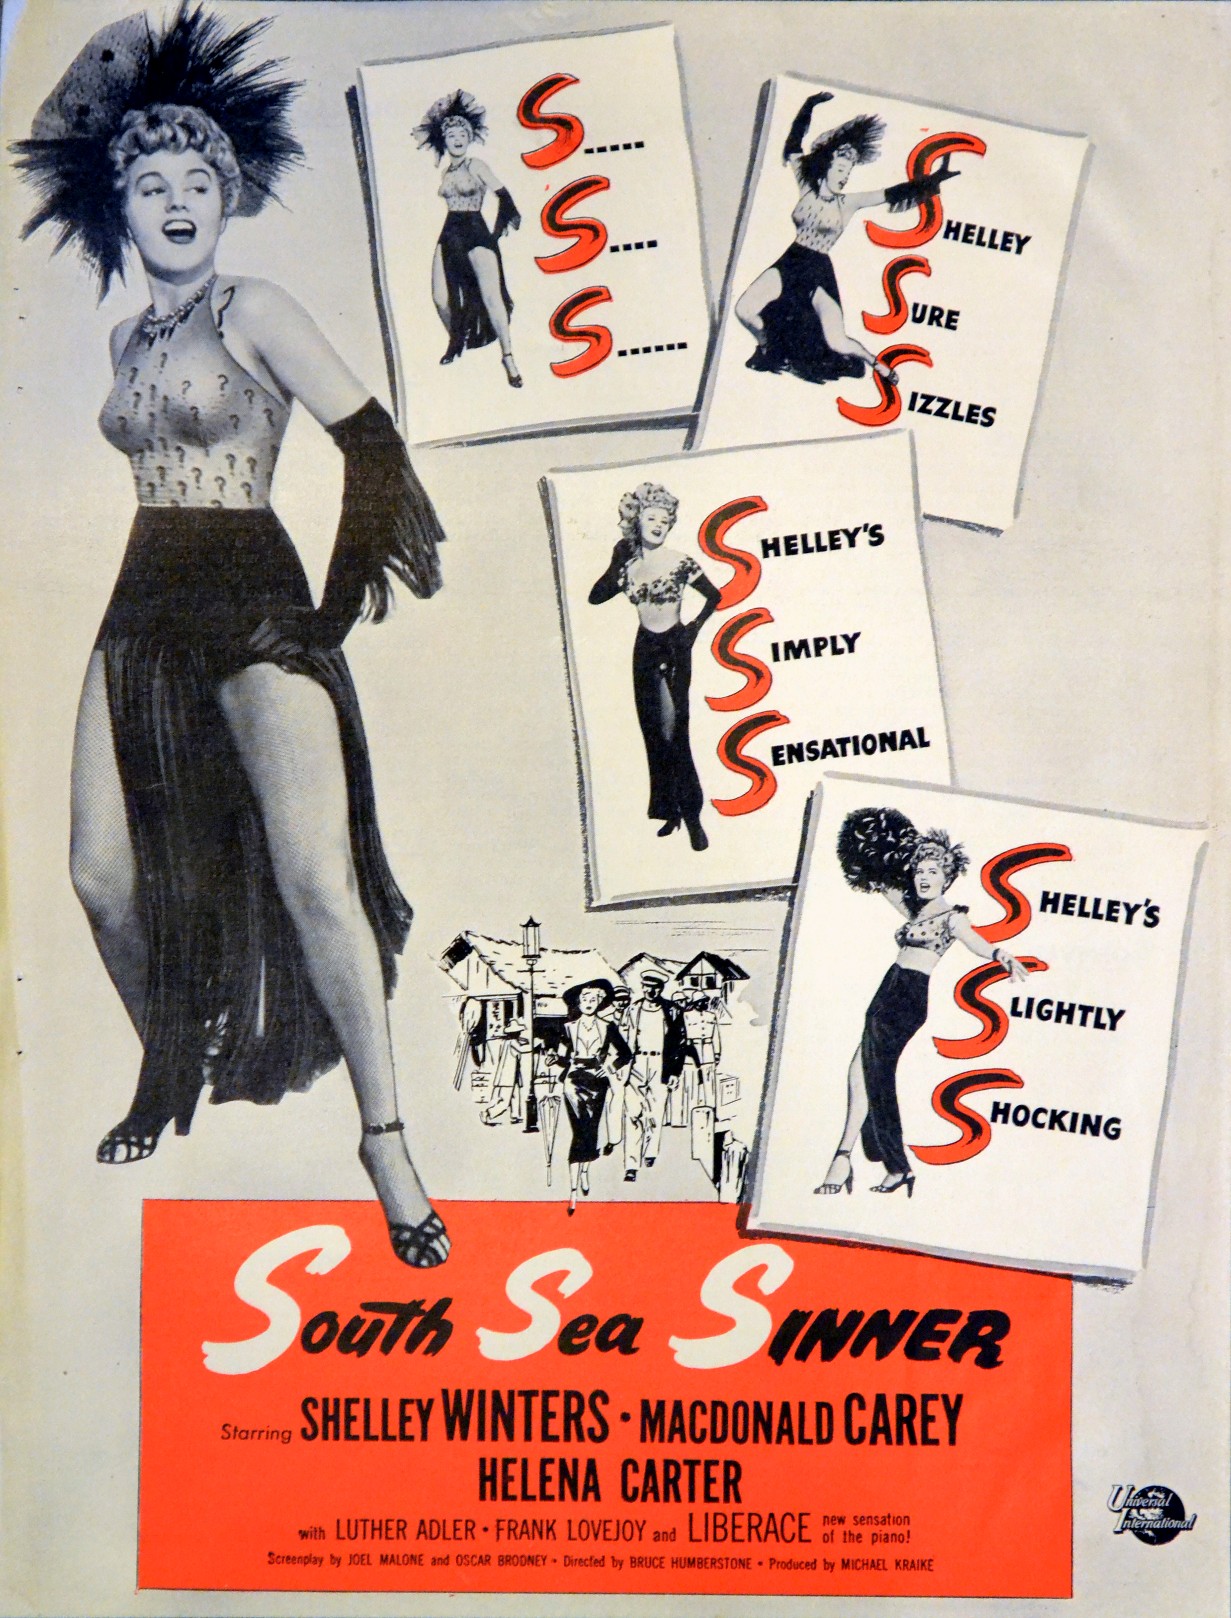 S.....
S....
S......
SHELLEY
SURE
SIZZLES
SHELLEY'S
SIMPLY
SENSATIONAL
SHELLEY'S
SLIGHTLY
SHOCKING
South Sea SINNER
Starring SHELLEY WINTERS • MACDONALD CAREY
HELENA CARTER
with LUTHER ADLER • FRANK LOVEJOY and LIBERACE new sensation
of the piano!
Screenplay by JOEL MALONE and OSCAR BRODNEY • Directed by BRUCE HUMBERSTONE • Produced by MICHAEL KRAIKE
Universal
International